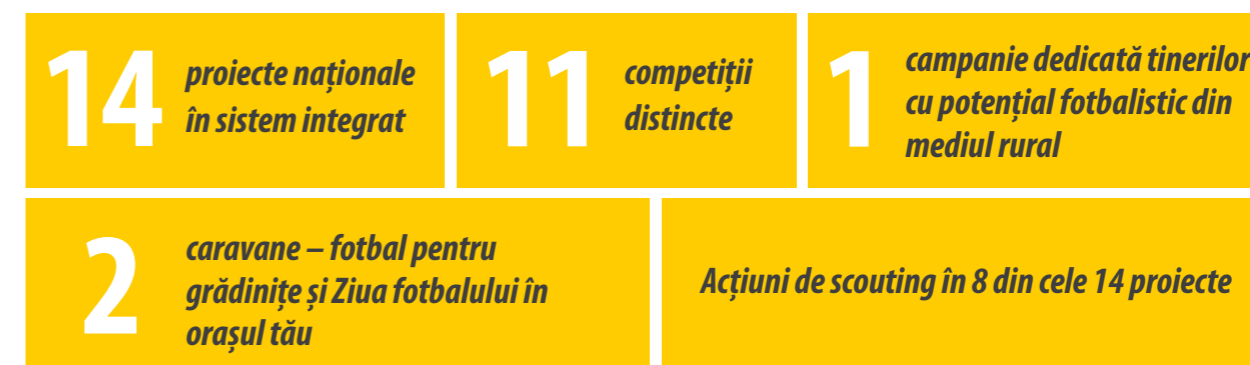 14
proiecte naționale
în sistem integrat
11
competiții
distincte
1
campanie dedicată tinerilor
cu potențial fotbalistic din
mediul rural
2
caravane – fotbal pentru
grădinițe și Ziua fotbalului în
orașul tău
Acțiuni de scouting în 8 din cele 14 proiecte